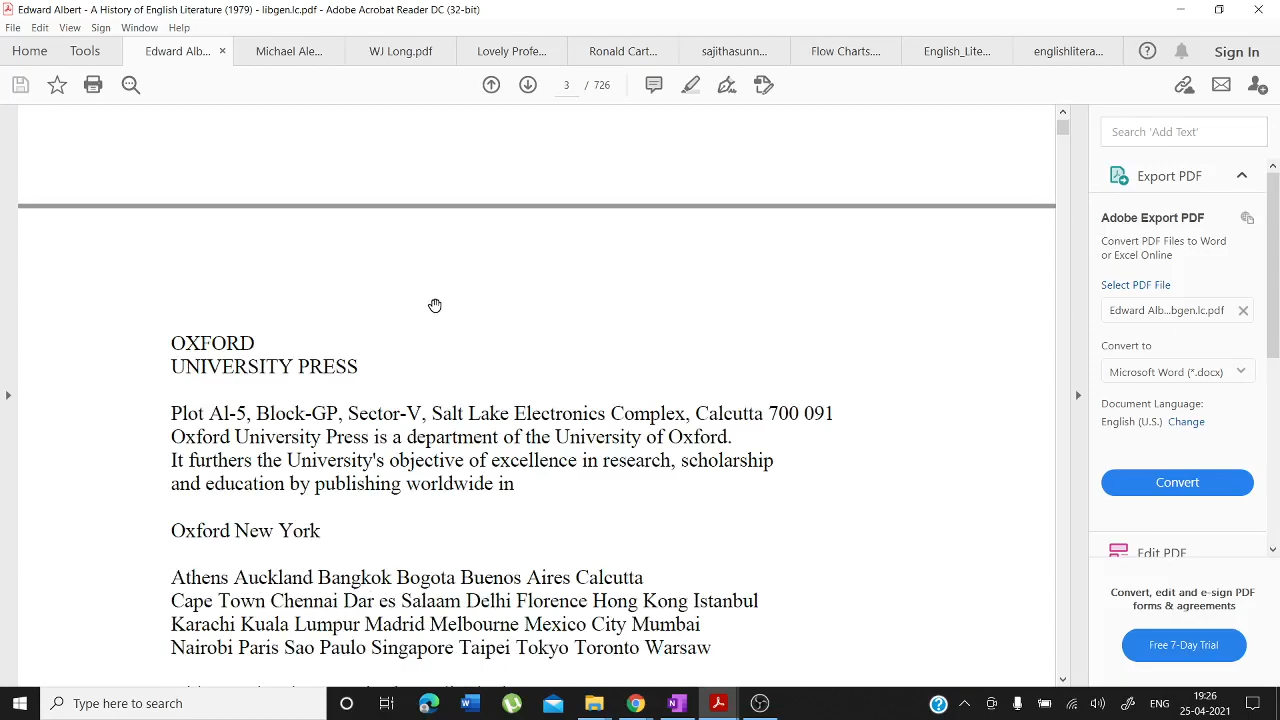 Edward Albert - A History of English Literature (1979) - libgen.lc.pdf - Adobe Acrobat Reader DC (32-bit)
File Edit View Sign Window Help
Home Tools Edward Alb... × Michael Ale... WJ Long.pdf Lovely Profe... Ronald Cart... sajithasunn... Flow Charts.... English_Lite... englishlitera... Sign In
3 / 726
Search 'Add Text'
Export PDF
Adobe Export PDF
Convert PDF Files to Word
or Excel Online
Select PDF File
Edward Alb...bgen.lc.pdf
Convert to
Microsoft Word (*.docx)
Document Language:
English (U.S.) Change
Convert
Edit PDF
Convert, edit and e-sign PDF
forms & agreements
Free 7-Day Trial
OXFORD
UNIVERSITY PRESS
Plot Al-5, Block-GP, Sector-V, Salt Lake Electronics Complex, Calcutta 700 091
Oxford University Press is a department of the University of Oxford.
It furthers the University's objective of excellence in research, scholarship
and education by publishing worldwide in
Oxford New York
Athens Auckland Bangkok Bogota Buenos Aires Calcutta
Cape Town Chennai Dar es Salaam Delhi Florence Hong Kong Istanbul
Karachi Kuala Lumpur Madrid Melbourne Mexico City Mumbai
Nairobi Paris Sao Paulo Singapore Taipei Tokyo Toronto Warsaw
Type here to search
ENG
19:26
25-04-2021